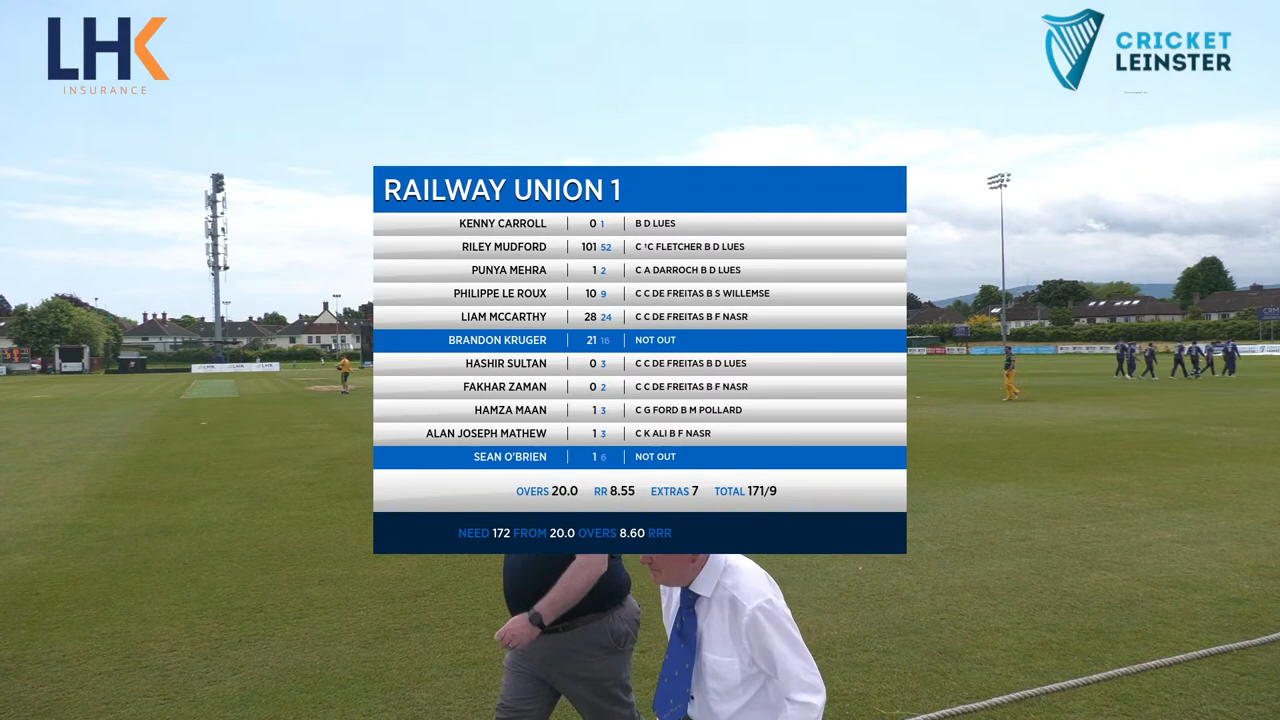 LHK
INSURANCE
CRICKET
LEINSTER
RAILWAY UNION 1
KENNY CARROLL 0 1 B D LUES
RILEY MUDFORD 101 52 C †C FLETCHER B D LUES
PUNYA MEHRA 1 2 C A DARROCH B D LUES
PHILIPPE LE ROUX 10 9 C C DE FREITAS B S WILLEMSE
LIAM MCCARTHY 28 24 C C DE FREITAS B F NASR
BRANDON KRUGER 21 16 NOT OUT
HASHIR SULTAN 0 3 C C DE FREITAS B D LUES
FAKHAR ZAMAN 0 2 C C DE FREITAS B F NASR
HAMZA MAAN 1 3 C G FORD B M POLLARD
ALAN JOSEPH MATHEW 1 3 C K ALI B F NASR
SEAN O'BRIEN 1 6 NOT OUT
OVERS 20.0 RR 8.55 EXTRAS 7 TOTAL 171/9
NEED 172 FROM 20.0 OVERS 8.60 RRR
CRM